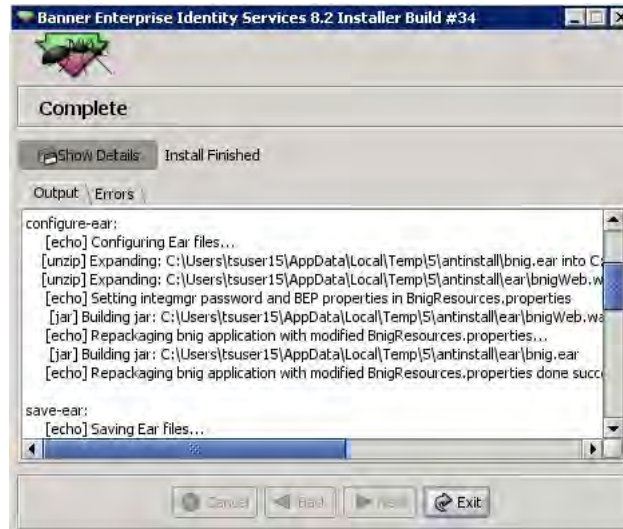 Banner Enterprise Identity Services 8.2 Installer Build #34
Complete
Show Details Install Finished
Output Errors
configure-ear:
[echo] Configuring Ear files...
[unzip] Expanding: C:\Users\tsuser15\AppData\Local\Temp\5\antinstall\bnig.ear into C:
[unzip] Expanding: C:\Users\tsuser15\AppData\Local\Temp\5\antinstall\ear\bnigWeb.w
[echo] Setting integmgr password and BEP properties in BnigResources.properties
[jar] Building jar: C:\Users\tsuser15\AppData\Local\Temp\5\antinstall\ear\bnigWeb.wa
[echo] Repackaging bnig application with modified BnigResources.properties...
[jar] Building jar: C:\Users\tsuser15\AppData\Local\Temp\5\antinstall\ear\bnig.ear
[echo] Repackaging bnig application with modified BnigResources.properties done succe
save-ear:
[echo] Saving Ear files...
Cancel Back Next Exit